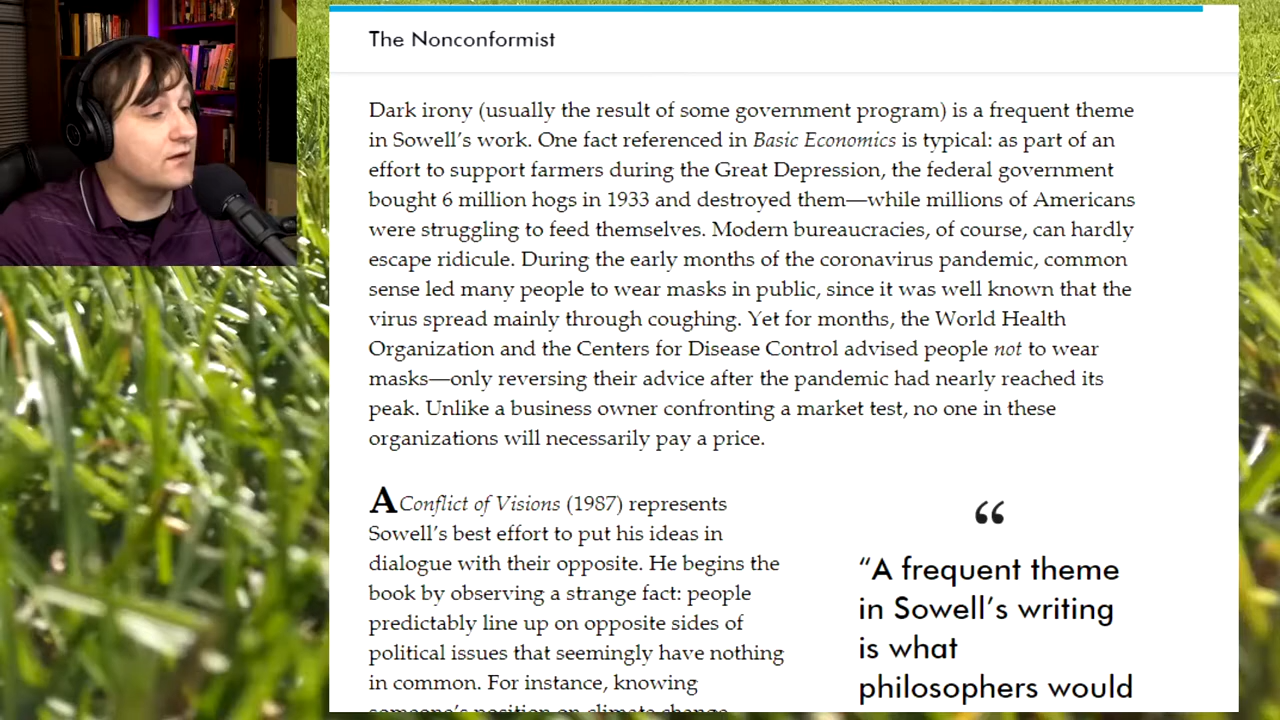 The Nonconformist
Dark irony (usually the result of some government program) is a frequent theme
in Sowell's work. One fact referenced in Basic Economics is typical: as part of an
effort to support farmers during the Great Depression, the federal government
bought 6 million hogs in 1933 and destroyed them—while millions of Americans
were struggling to feed themselves. Modern bureaucracies, of course, can hardly
escape ridicule. During the early months of the coronavirus pandemic, common
sense led many people to wear masks in public, since it was well known that the
virus spread mainly through coughing. Yet for months, the World Health
Organization and the Centers for Disease Control advised people not to wear
masks—only reversing their advice after the pandemic had nearly reached its
peak. Unlike a business owner confronting a market test, no one in these
organizations will necessarily pay a price.
A Conflict of Visions (1987) represents
Sowell's best effort to put his ideas in
dialogue with their opposite. He begins the
book by observing a strange fact: people
predictably line up on opposite sides of
political issues that seemingly have nothing
in common. For instance, knowing
someone's position on climate change
“
“A frequent theme
in Sowell's writing
is what
philosophers would